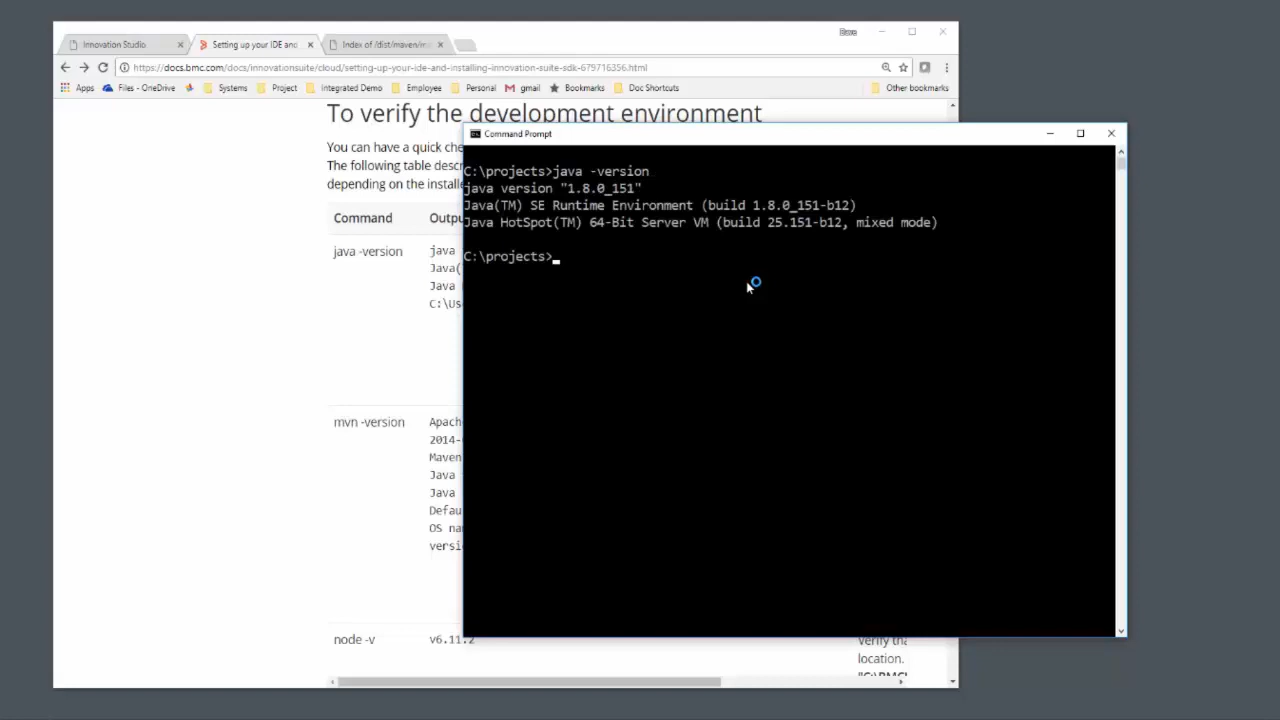 Innovation Studio
Setting up your IDE and
Index of /dist/maven/m
https://docs.bmc.com/docs/innovationsuite/cloud/setting-up-your-ide-and-installing-innovation-suite-sdk-679716356.html
Apps
Files - OneDrive
Systems
Project
Integrated Demo
Employee
Personal
gmail
Bookmarks
Doc Shortcuts
Other bookmarks
To verify the development environment
You can have a quick che
The following table descr
depending on the installe
Command
Outpu
java -version
java
Java(
Java
C:\Us
mvn -version
Apach
2014-
Maven
Java
Java
Defau
OS na
versi
node -v
v6.11.2
Verify tha
location.
Command Prompt
C:\projects>java -version
java version "1.8.0_151"
Java(TM) SE Runtime Environment (build 1.8.0_151-b12)
Java HotSpot(TM) 64-Bit Server VM (build 25.151-b12, mixed mode)
C:\projects>